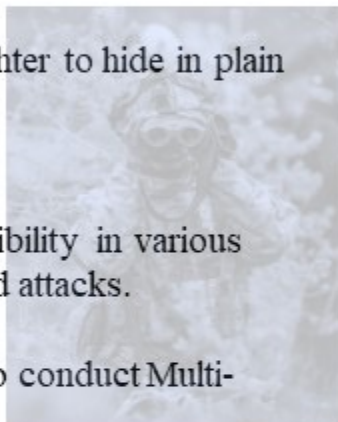 hter to hide in plain
ibility in various
d attacks.
o conduct Multi-